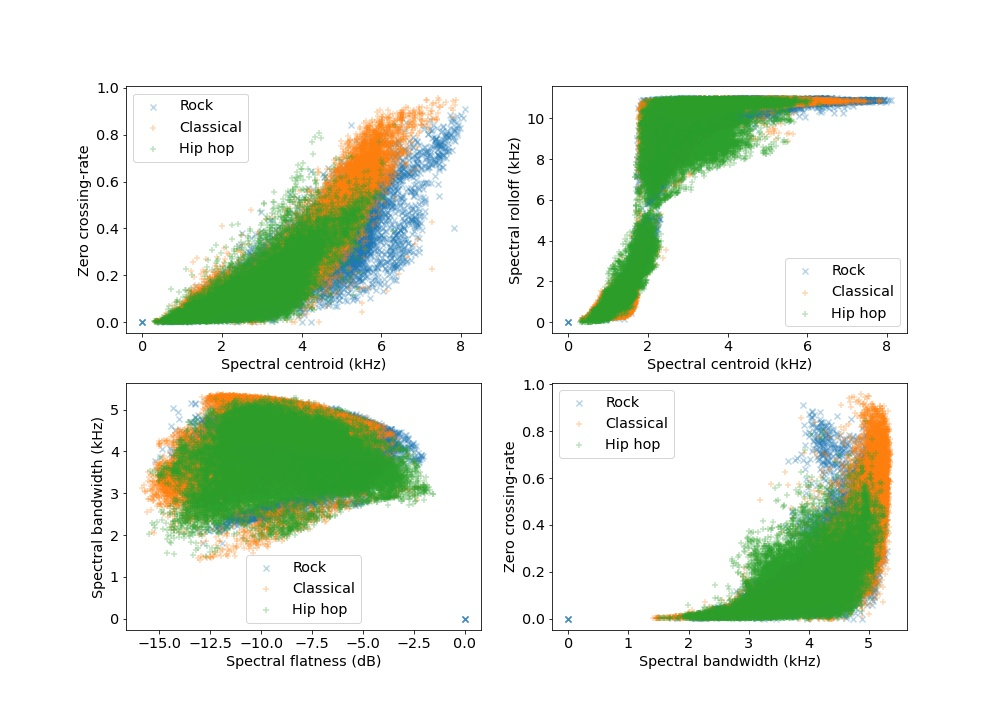 1.0
0.8
0.6
0.4
0.2
0.0
Zero crossing-rate
Rock
Classical
Hip hop
0 2 4 6 8
Spectral centroid (kHz)
10
8
6
4
2
0
Spectral rolloff (kHz)
Rock
Classical
Hip hop
0 2 4 6 8
Spectral centroid (kHz)
5
4
3
2
1
0
Spectral bandwidth (kHz)
Rock
Classical
Hip hop
−15.0 −12.5 −10.0 −7.5 −5.0 −2.5 0.0
Spectral flatness (dB)
1.0
0.8
0.6
0.4
0.2
0.0
Zero crossing-rate
Rock
Classical
Hip hop
0 1 2 3 4 5
Spectral bandwidth (kHz)